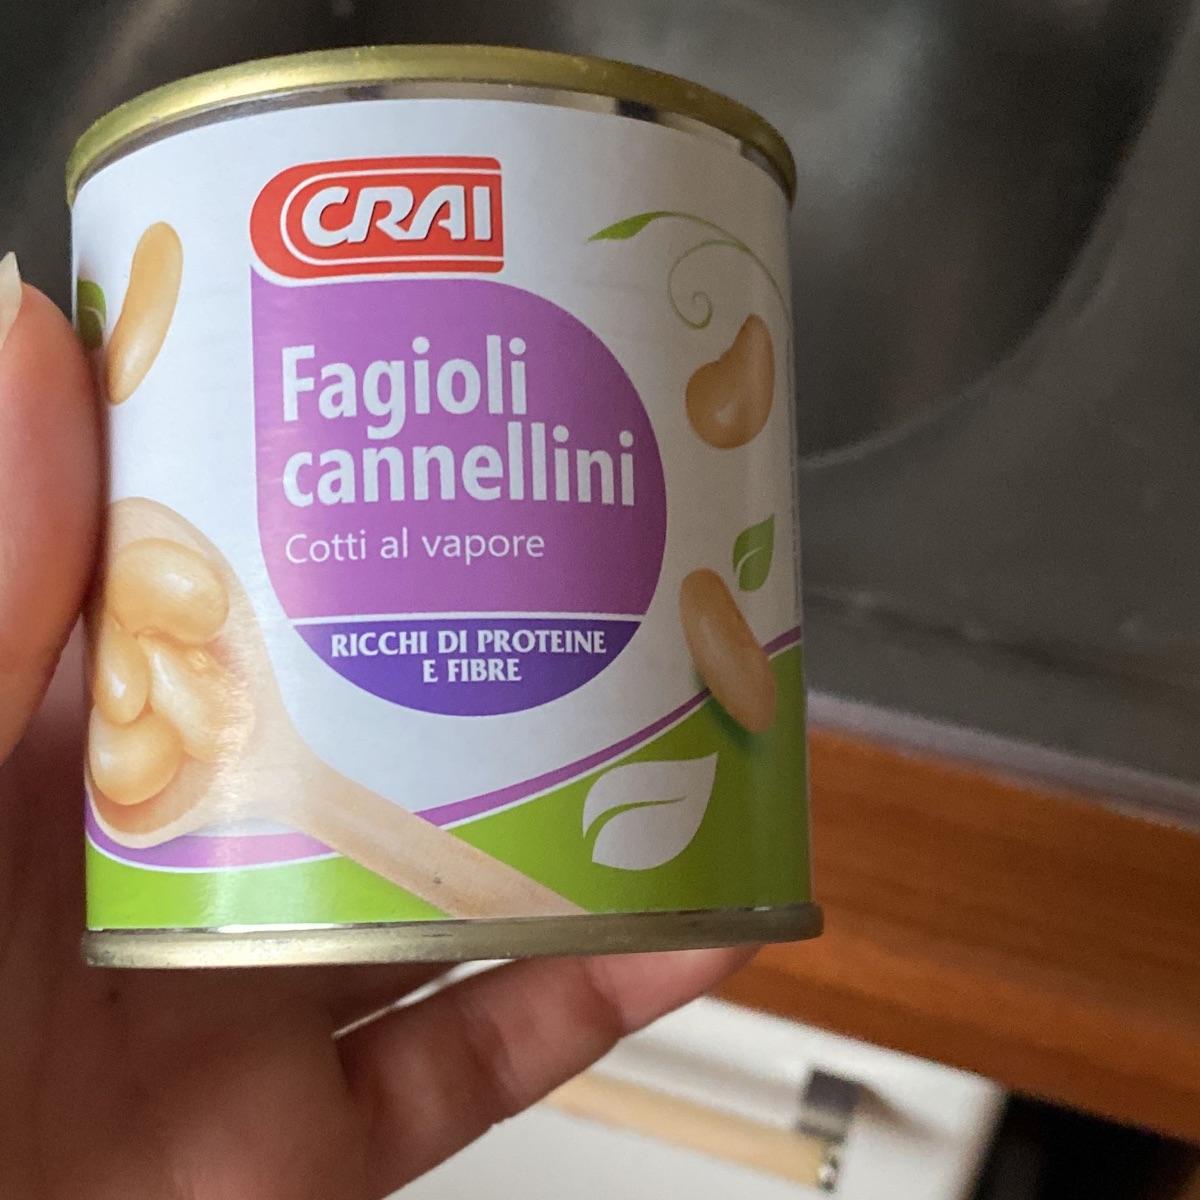 CRAI
Fagioli
cannellini
Cotti al vapore
RICCHI DI PROTEINE
E FIBRE